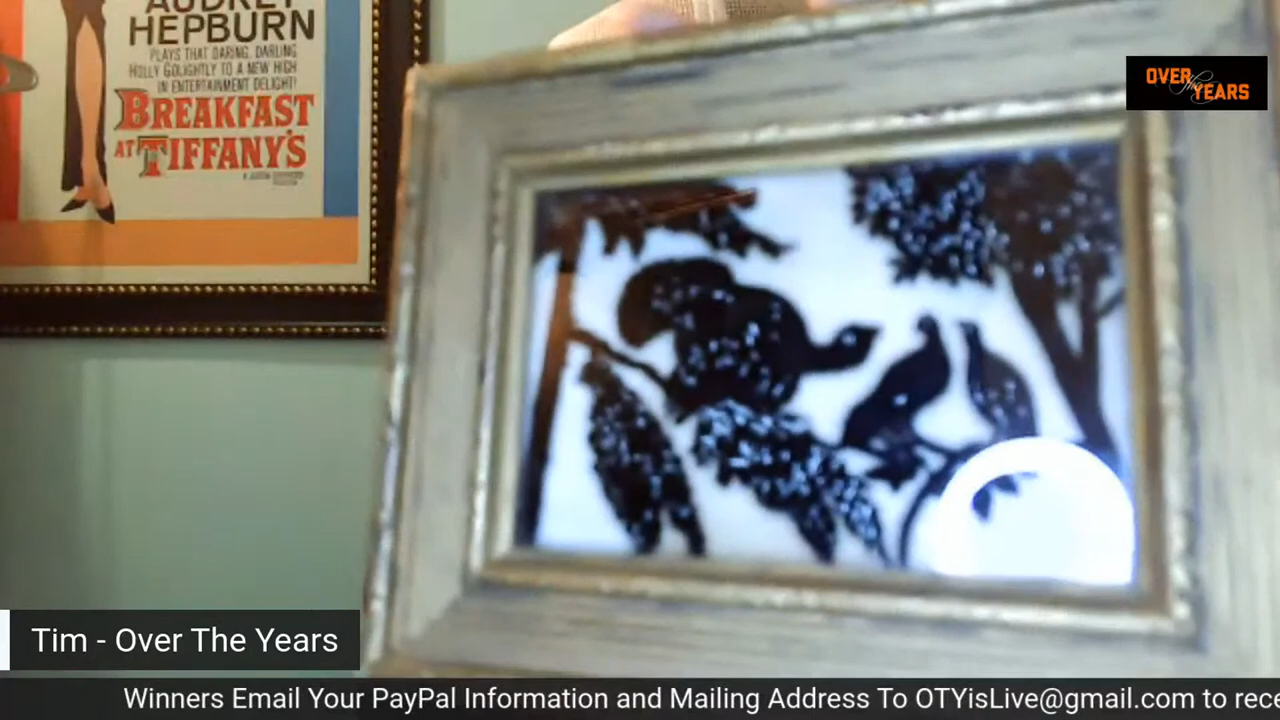 AUDREY
HEPBURN
PLAYS THAT DARING, DARLING
HOLLY GOLIGHTLY TO A NEW HIGH
IN ENTERTAINMENT DELIGHT!
BREAKFAST
AT TIFFANY'S
OVER
the
YEARS
Tim - Over The Years
Winners Email Your PayPal Information and Mailing Address To OTYisLive@gmail.com to rece